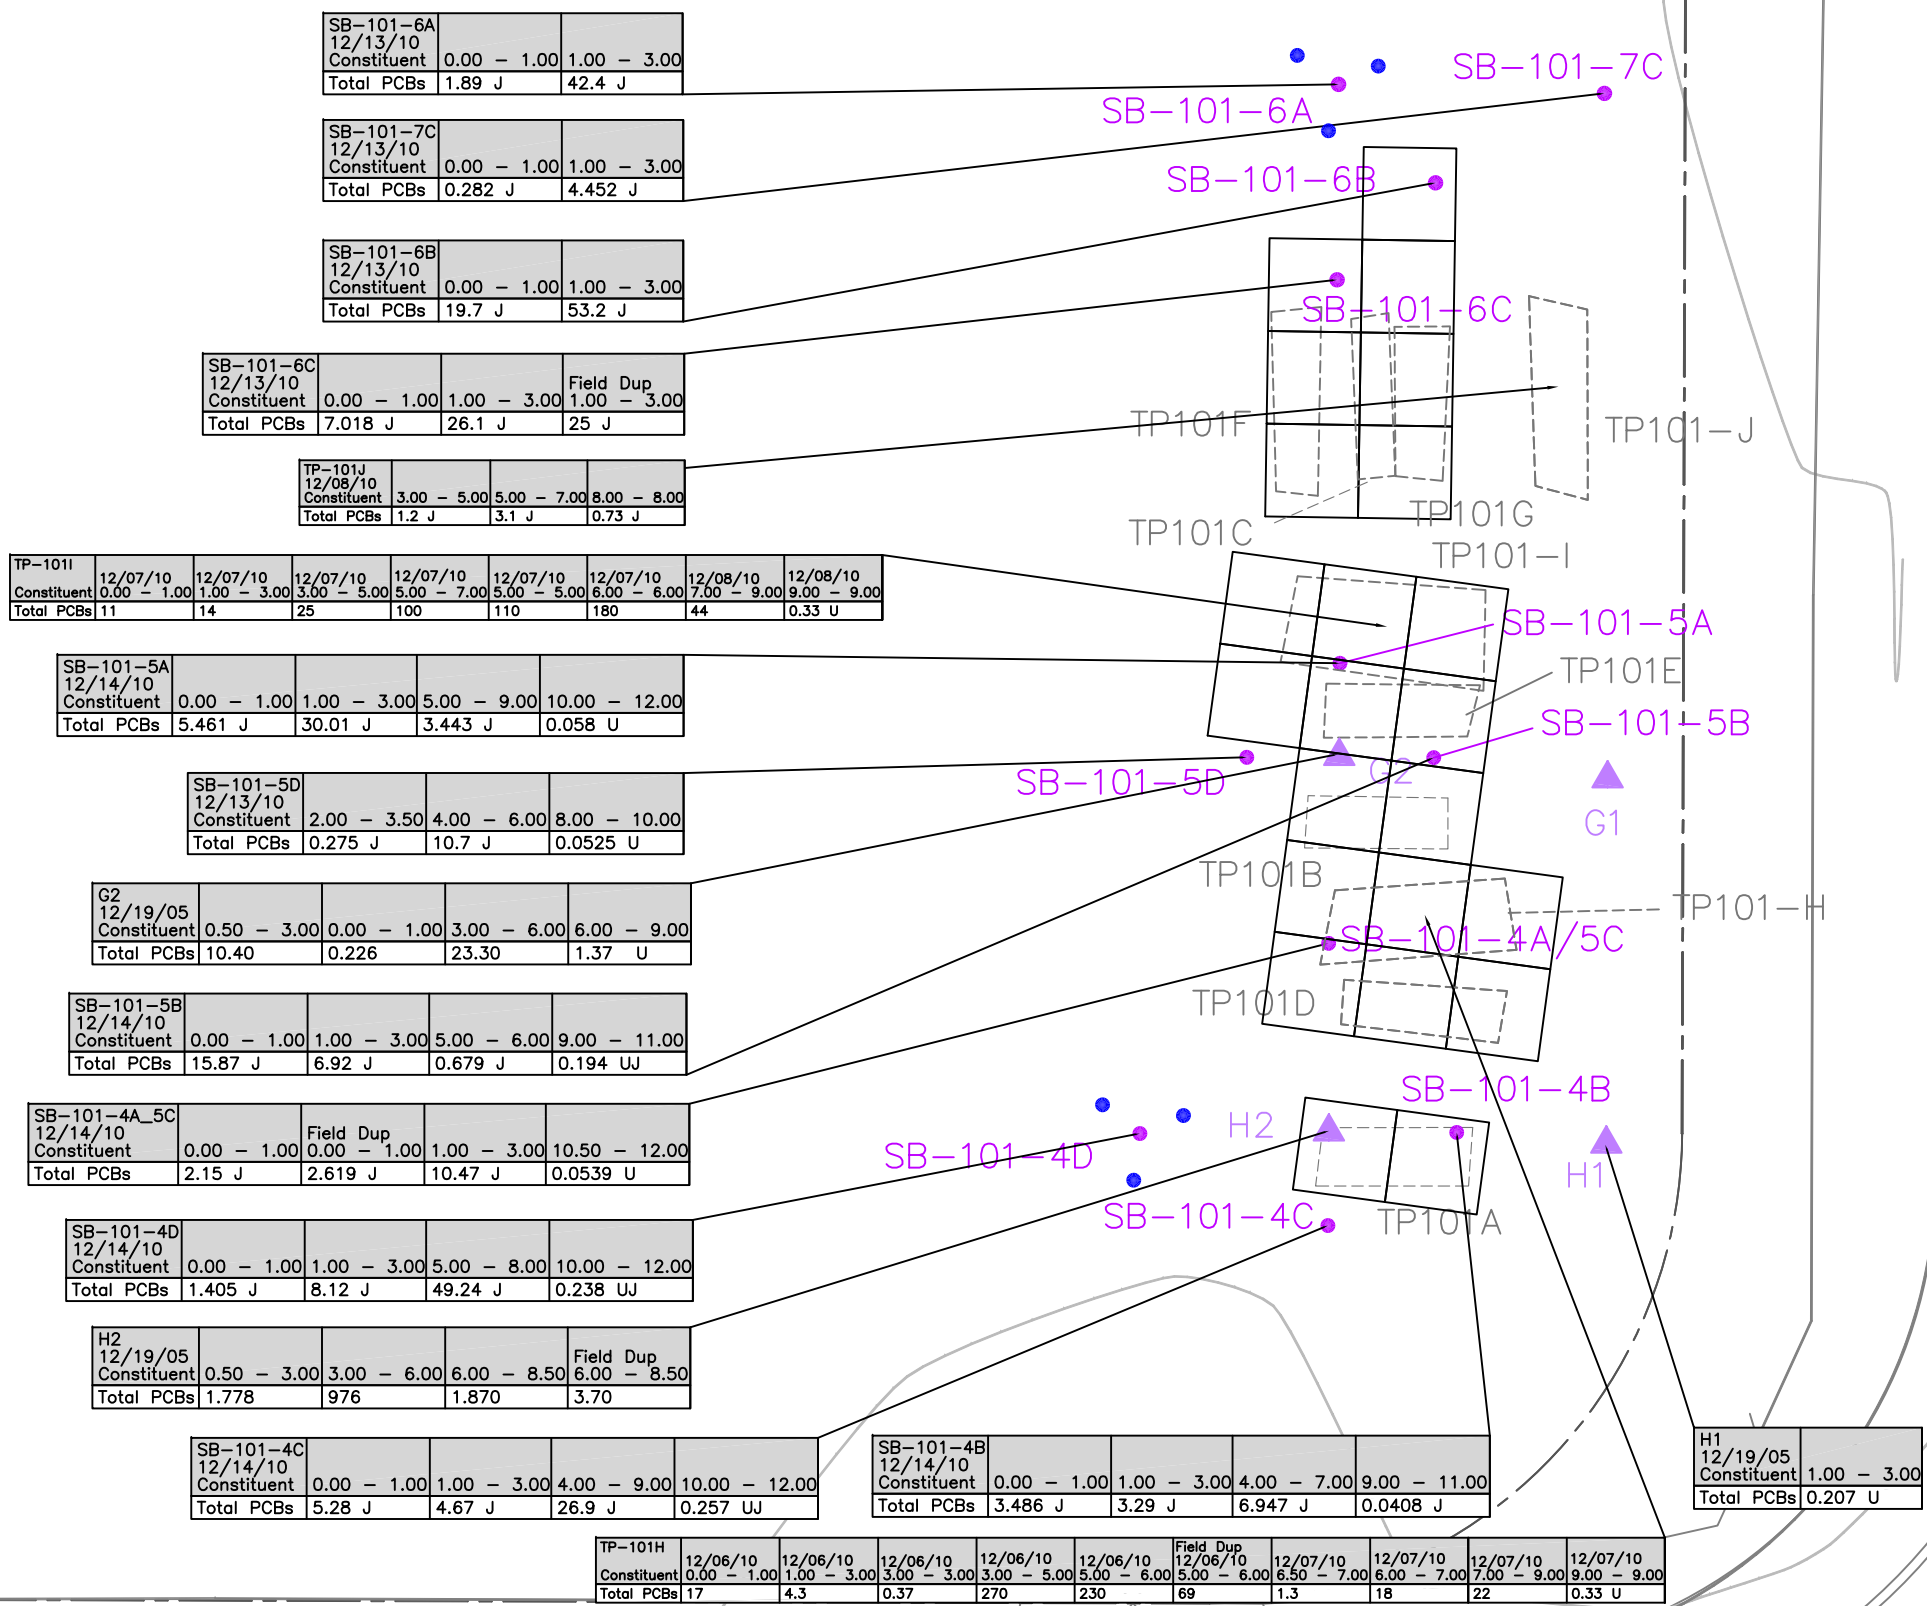 SB-101-6A
12/13/10
Constituent 0.00 - 1.00 1.00 - 3.00
Total PCBs 1.89 J 42.4 J
SB-101-7C
12/13/10
Constituent 0.00 - 1.00 1.00 - 3.00
Total PCBs 0.282 J 4.452 J
SB-101-6B
12/13/10
Constituent 0.00 - 1.00 1.00 - 3.00
Total PCBs 19.7 J 53.2 J
SB-101-6C
12/13/10 Field Dup
Constituent 0.00 - 1.00 1.00 - 3.00 1.00 - 3.00
Total PCBs 7.018 J 26.1 J 25 J
TP-101J
12/08/10
Constituent 3.00 - 5.00 5.00 - 7.00 8.00 - 8.00
Total PCBs 1.2 J 3.1 J 0.73 J
TP-101I
12/07/10 12/07/10 12/07/10 12/07/10 12/07/10 12/07/10 12/08/10 12/08/10
Constituent 0.00 - 1.00 1.00 - 3.00 3.00 - 5.00 5.00 - 7.00 5.00 - 5.00 6.00 - 6.00 7.00 - 9.00 9.00 - 9.00
Total PCBs 11 14 25 100 110 180 44 0.33 U
SB-101-5A
12/14/10
Constituent 0.00 - 1.00 1.00 - 3.00 5.00 - 9.00 10.00 - 12.00
Total PCBs 5.461 J 30.01 J 3.443 J 0.058 U
SB-101-5D
12/13/10
Constituent 2.00 - 3.50 4.00 - 6.00 8.00 - 10.00
Total PCBs 0.275 J 10.7 J 0.0525 U
G2
12/19/05
Constituent 0.50 - 3.00 0.00 - 1.00 3.00 - 6.00 6.00 - 9.00
Total PCBs 10.40 0.226 23.30 1.37 U
SB-101-5B
12/14/10
Constituent 0.00 - 1.00 1.00 - 3.00 5.00 - 6.00 9.00 - 11.00
Total PCBs 15.87 J 6.92 J 0.679 J 0.194 UJ
SB-101-4A_5C
12/14/10 Field Dup
Constituent 0.00 - 1.00 0.00 - 1.00 1.00 - 3.00 10.50 - 12.00
Total PCBs 2.15 J 2.619 J 10.47 J 0.0539 U
SB-101-4D
12/14/10
Constituent 0.00 - 1.00 1.00 - 3.00 5.00 - 8.00 10.00 - 12.00
Total PCBs 1.405 J 8.12 J 49.24 J 0.238 UJ
H2
12/19/05 Field Dup
Constituent 0.50 - 3.00 3.00 - 6.00 6.00 - 8.50 6.00 - 8.50
Total PCBs 1.778 976 1.870 3.70
SB-101-4C
12/14/10
Constituent 0.00 - 1.00 1.00 - 3.00 4.00 - 9.00 10.00 - 12.00
Total PCBs 5.28 J 4.67 J 26.9 J 0.257 UJ
SB-101-4B
12/14/10
Constituent 0.00 - 1.00 1.00 - 3.00 4.00 - 7.00 9.00 - 11.00
Total PCBs 3.486 J 3.29 J 6.947 J 0.0408 J
H1
12/19/05
Constituent 1.00 - 3.00
Total PCBs 0.207 U
TP-101H Field Dup
12/06/10 12/06/10 12/06/10 12/06/10 12/06/10 12/06/10 12/07/10 12/07/10 12/07/10 12/07/10
Constituent 0.00 - 1.00 1.00 - 3.00 3.00 - 3.00 3.00 - 5.00 5.00 - 6.00 5.00 - 6.00 6.50 - 7.00 6.00 - 7.00 7.00 - 9.00 9.00 - 9.00
Total PCBs 17 4.3 0.37 270 230 69 1.3 18 22 0.33 U
SB-101-7C
SB-101-6A
SB-101-6B
SB-101-6C
TP101F
TP101-J
TP101C
TP101G
TP101-I
SB-101-5A
TP101E
SB-101-5B
SB-101-5D
G2
G1
TP101B
TP101-H
SB-101-4A/5C
TP101D
SB-101-4B
H2
SB-101-4D
H1
SB-101-4C
TP101A